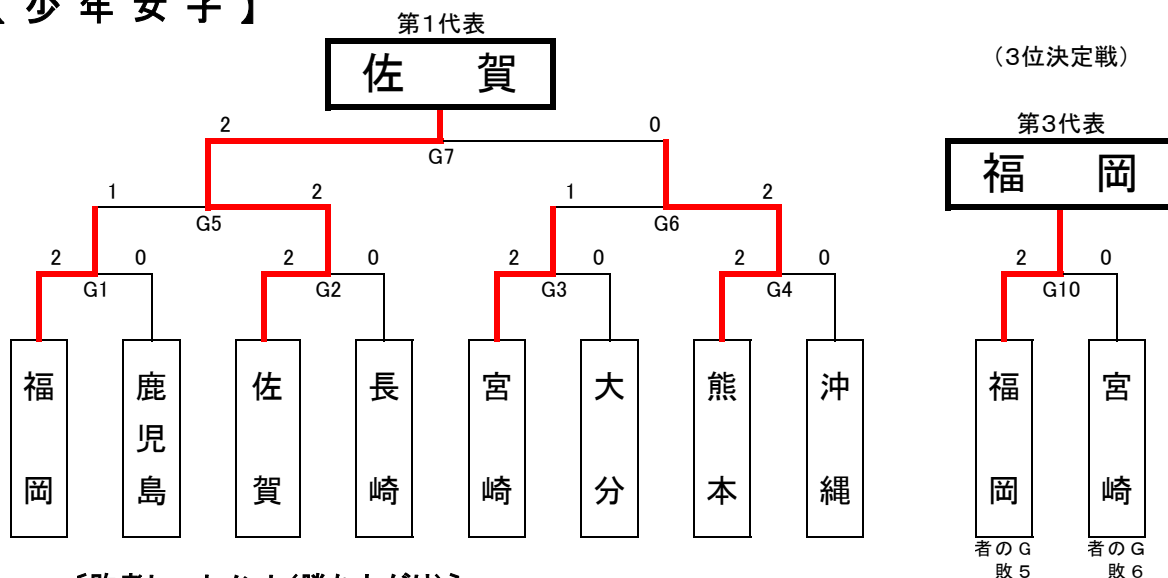 少年女子】
第1代表
佐賀
(3位決定戦)
2 0
G7
第3代表
福岡
1 2 1 2
G5 G6
2 0 2 0 2 0 2 0 2 0
G1 G2 G3 G4 G10
福岡
鹿児島
佐賀
長崎
宮崎
大分
熊本
沖縄
福岡
宮崎
G5の敗者
G6の敗者